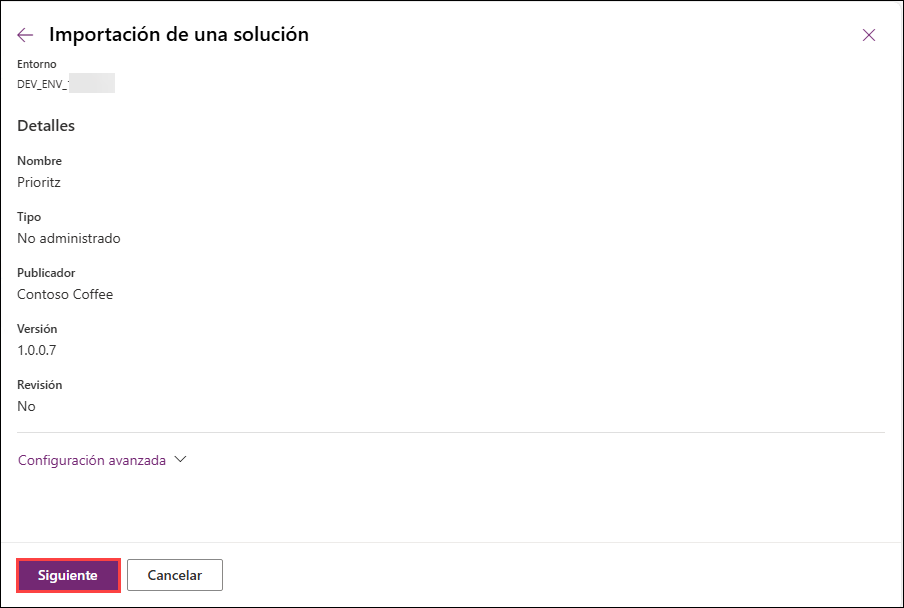 Importación de una solución
Entorno
DEV_ENV_
Detalles
Nombre
Prioritz
Tipo
No administrado
Publicador
Contoso Coffee
Versión
1.0.0.7
Revisión
No
Configuración avanzada
Siguiente
Cancelar